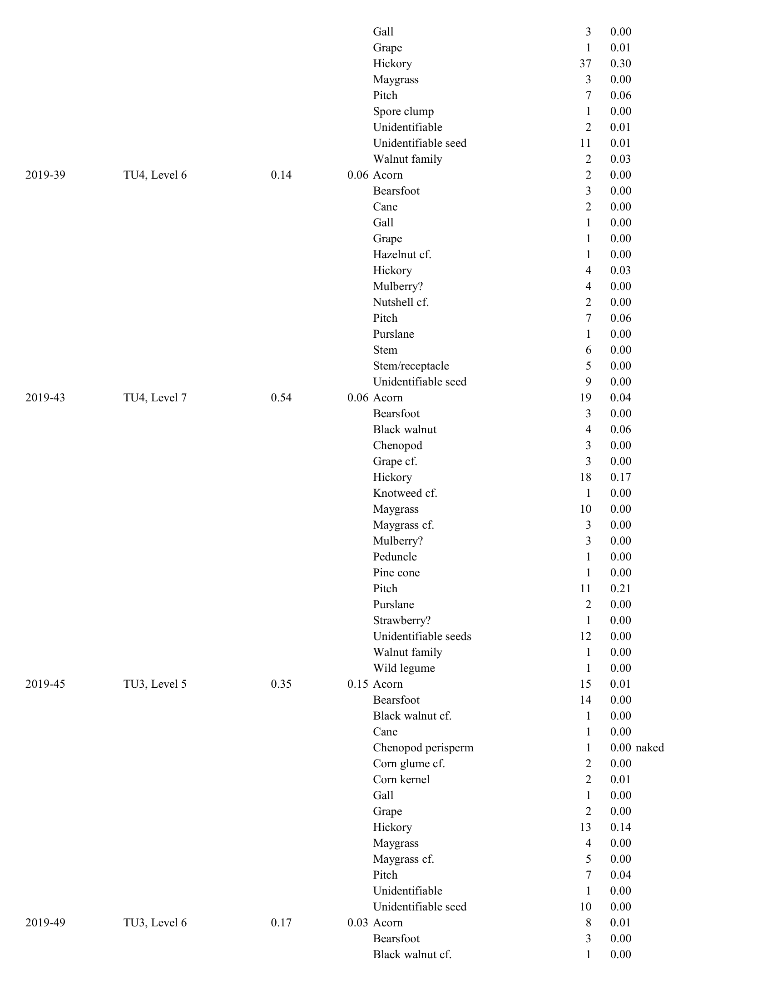 Gall 3 0.00
Grape 1 0.01
Hickory 37 0.30
Maygrass 3 0.00
Pitch 7 0.06
Spore clump 1 0.00
Unidentifiable 2 0.01
Unidentifiable seed 11 0.01
Walnut family 2 0.03
2019-39 TU4, Level 6 0.14 0.06 Acorn 2 0.00
Bearsfoot 3 0.00
Cane 2 0.00
Gall 1 0.00
Grape 1 0.00
Hazelnut cf. 1 0.00
Hickory 4 0.03
Mulberry? 4 0.00
Nutshell cf. 2 0.00
Pitch 7 0.06
Purslane 1 0.00
Stem 6 0.00
Stem/receptacle 5 0.00
Unidentifiable seed 9 0.00
2019-43 TU4, Level 7 0.54 0.06 Acorn 19 0.04
Bearsfoot 3 0.00
Black walnut 4 0.06
Chenopod 3 0.00
Grape cf. 3 0.00
Hickory 18 0.17
Knotweed cf. 1 0.00
Maygrass 10 0.00
Maygrass cf. 3 0.00
Mulberry? 3 0.00
Peduncle 1 0.00
Pine cone 1 0.00
Pitch 11 0.21
Purslane 2 0.00
Strawberry? 1 0.00
Unidentifiable seeds 12 0.00
Walnut family 1 0.00
Wild legume 1 0.00
2019-45 TU3, Level 5 0.35 0.15 Acorn 15 0.01
Bearsfoot 14 0.00
Black walnut cf. 1 0.00
Cane 1 0.00
Chenopod perisperm 1 0.00 naked
Corn glume cf. 2 0.00
Corn kernel 2 0.01
Gall 1 0.00
Grape 2 0.00
Hickory 13 0.14
Maygrass 4 0.00
Maygrass cf. 5 0.00
Pitch 7 0.04
Unidentifiable 1 0.00
Unidentifiable seed 10 0.00
2019-49 TU3, Level 6 0.17 0.03 Acorn 8 0.01
Bearsfoot 3 0.00
Black walnut cf. 1 0.00